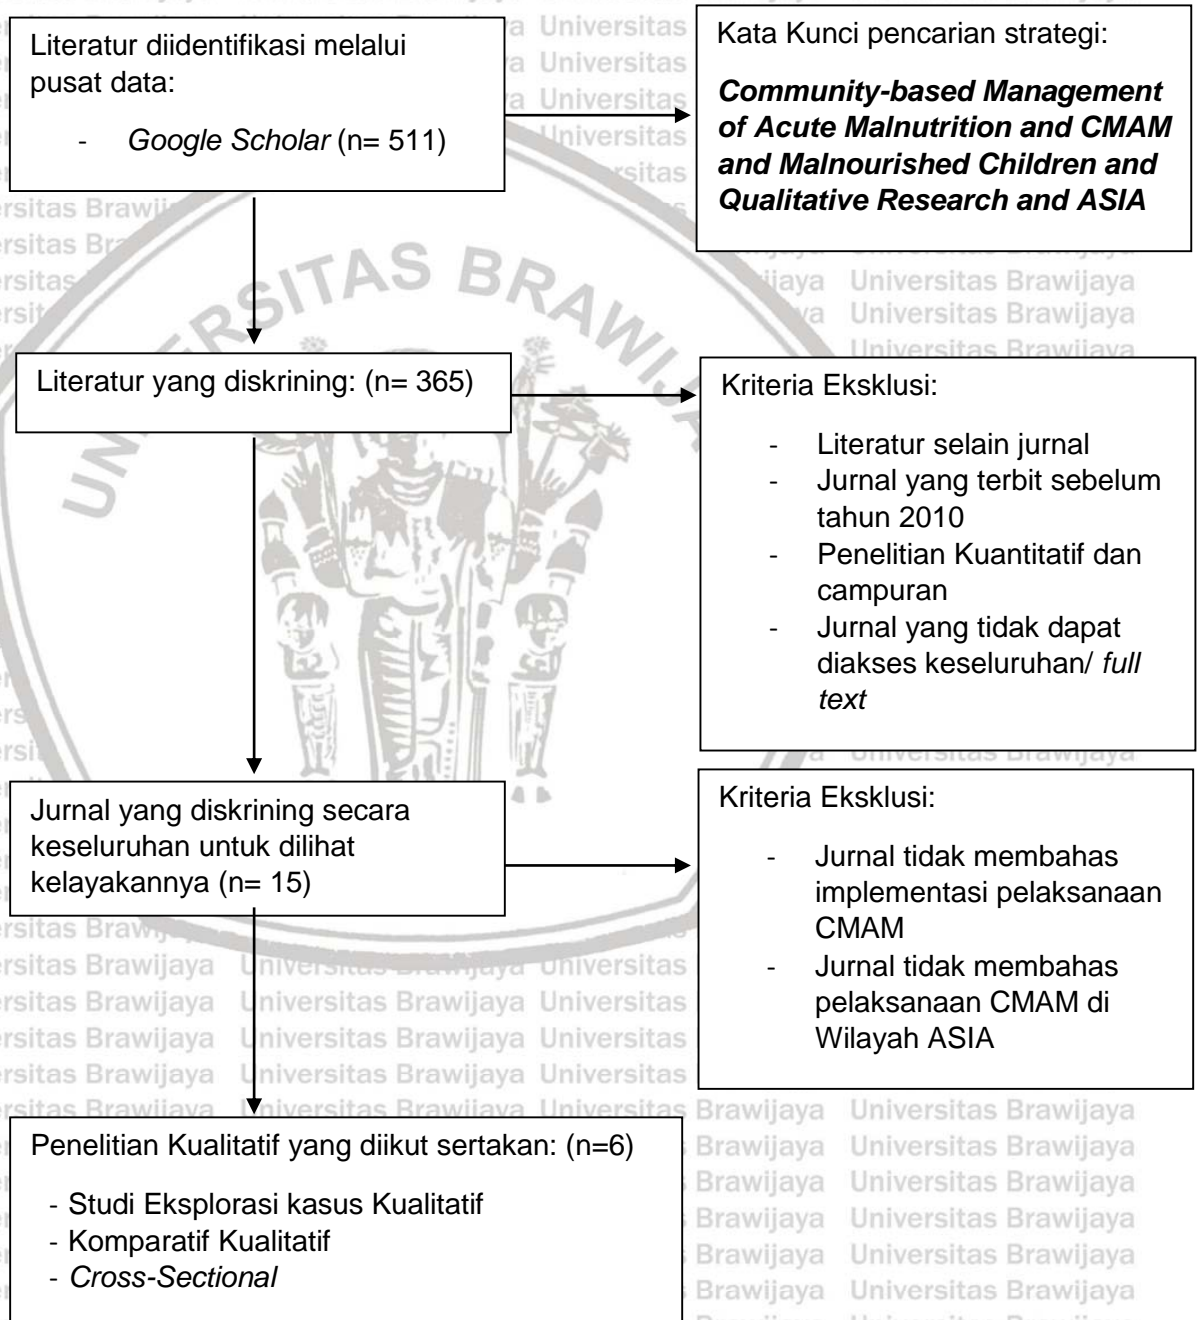 Literatur diidentifikasi melalui
pusat data:
- Google Scholar (n= 511)
Kata Kunci pencarian strategi:
Community-based Management
of Acute Malnutrition and CMAM
and Malnourished Children and
Qualitative Research and ASIA
Literatur yang diskrining: (n= 365)
Kriteria Eksklusi:
- Literatur selain jurnal
- Jurnal yang terbit sebelum
tahun 2010
- Penelitian Kuantitatif dan
campuran
- Jurnal yang tidak dapat
diakses keseluruhan/ full
text
Jurnal yang diskrining secara
keseluruhan untuk dilihat
kelayakannya (n= 15)
Kriteria Eksklusi:
- Jurnal tidak membahas
implementasi pelaksanaan
CMAM
- Jurnal tidak membahas
pelaksanaan CMAM di
Wilayah ASIA
Penelitian Kualitatif yang diikut sertakan: (n=6)
- Studi Eksplorasi kasus Kualitatif
- Komparatif Kualitatif
- Cross-Sectional
UNIVERSITAS BRAWIJAYA
Universitas Brawijaya